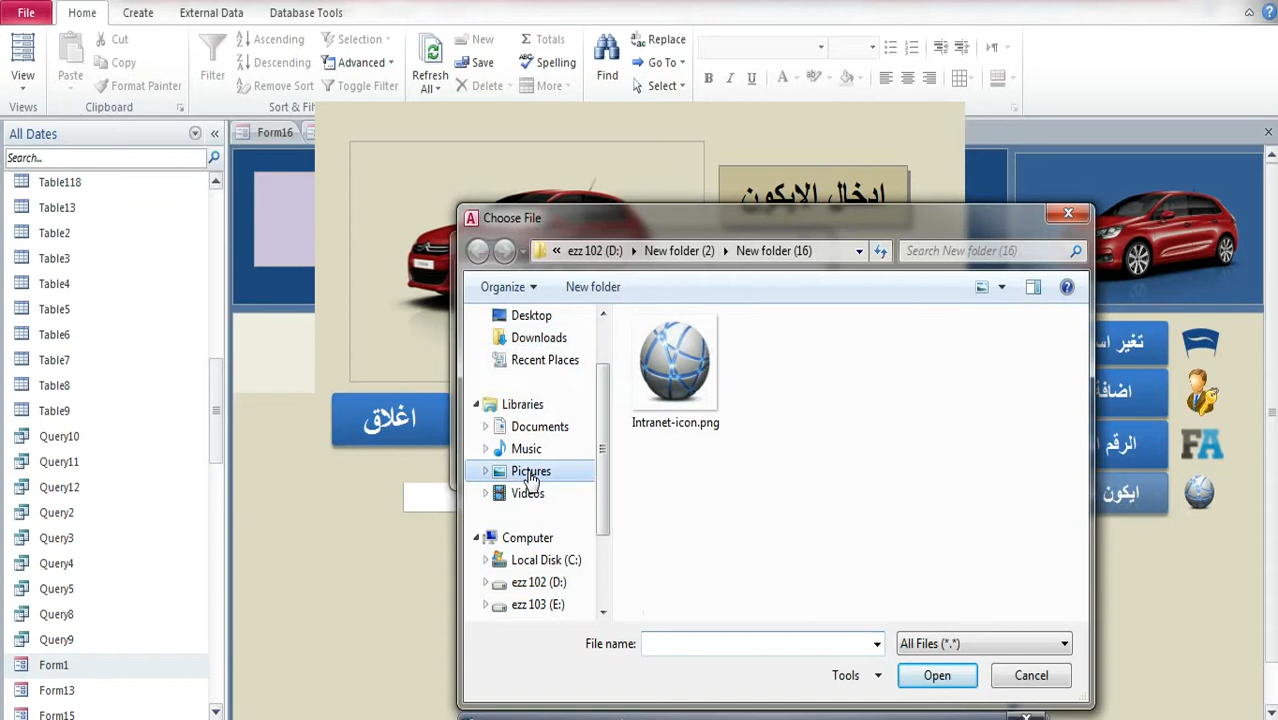 File
Home
Create
External Data
Database Tools
View
Paste
Cut
Copy
Format Painter
Filter
Ascending
Descending
Remove Sort
Selection
Advanced
Toggle Filter
Refresh
All
New
Save
Delete
Totals
Spelling
More
Find
Replace
Go To
Select
B I U
A
Views
Clipboard
Sort &
All Dates
Search...
Table118
Table13
Table2
Table3
Table4
Table5
Table6
Table7
Table8
Table9
Query10
Query11
Query12
Query2
Query3
Query4
Query5
Query8
Query9
Form1
Form13
Form15
Form16
ادخال الايكون
اغلاق
Choose File
« ezz 102 (D:) New folder (2) New folder (16)
Search New folder (16)
Organize
New folder
Desktop
Downloads
Recent Places
Libraries
Documents
Music
Pictures
Videos
Computer
Local Disk (C:)
ezz 102 (D:)
ezz 103 (E:)
Intranet-icon.png
File name:
All Files (*.*)
Tools
Open
Cancel
تغير
اضافة
الرقم
FA
ايكون